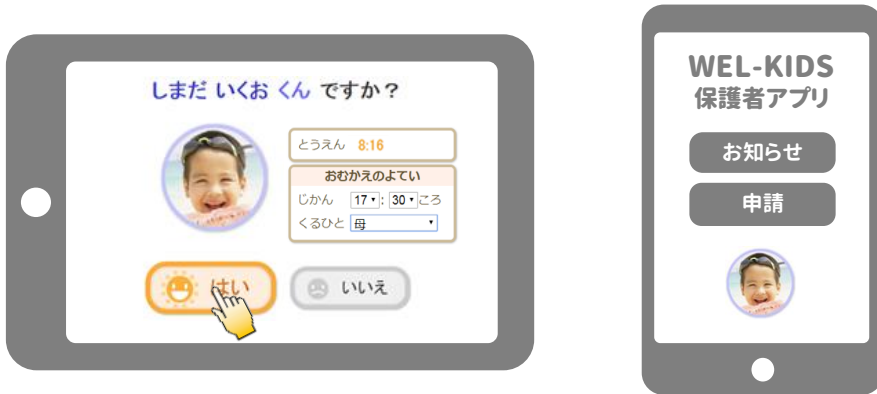 しまだ いくお くん ですか？
とうえん 8:16
おむかえのよてい
じかん 17 : 30 ころ
くるひと 母
はい
いいえ
WEL-KIDS
保護者アプリ
お知らせ
申請